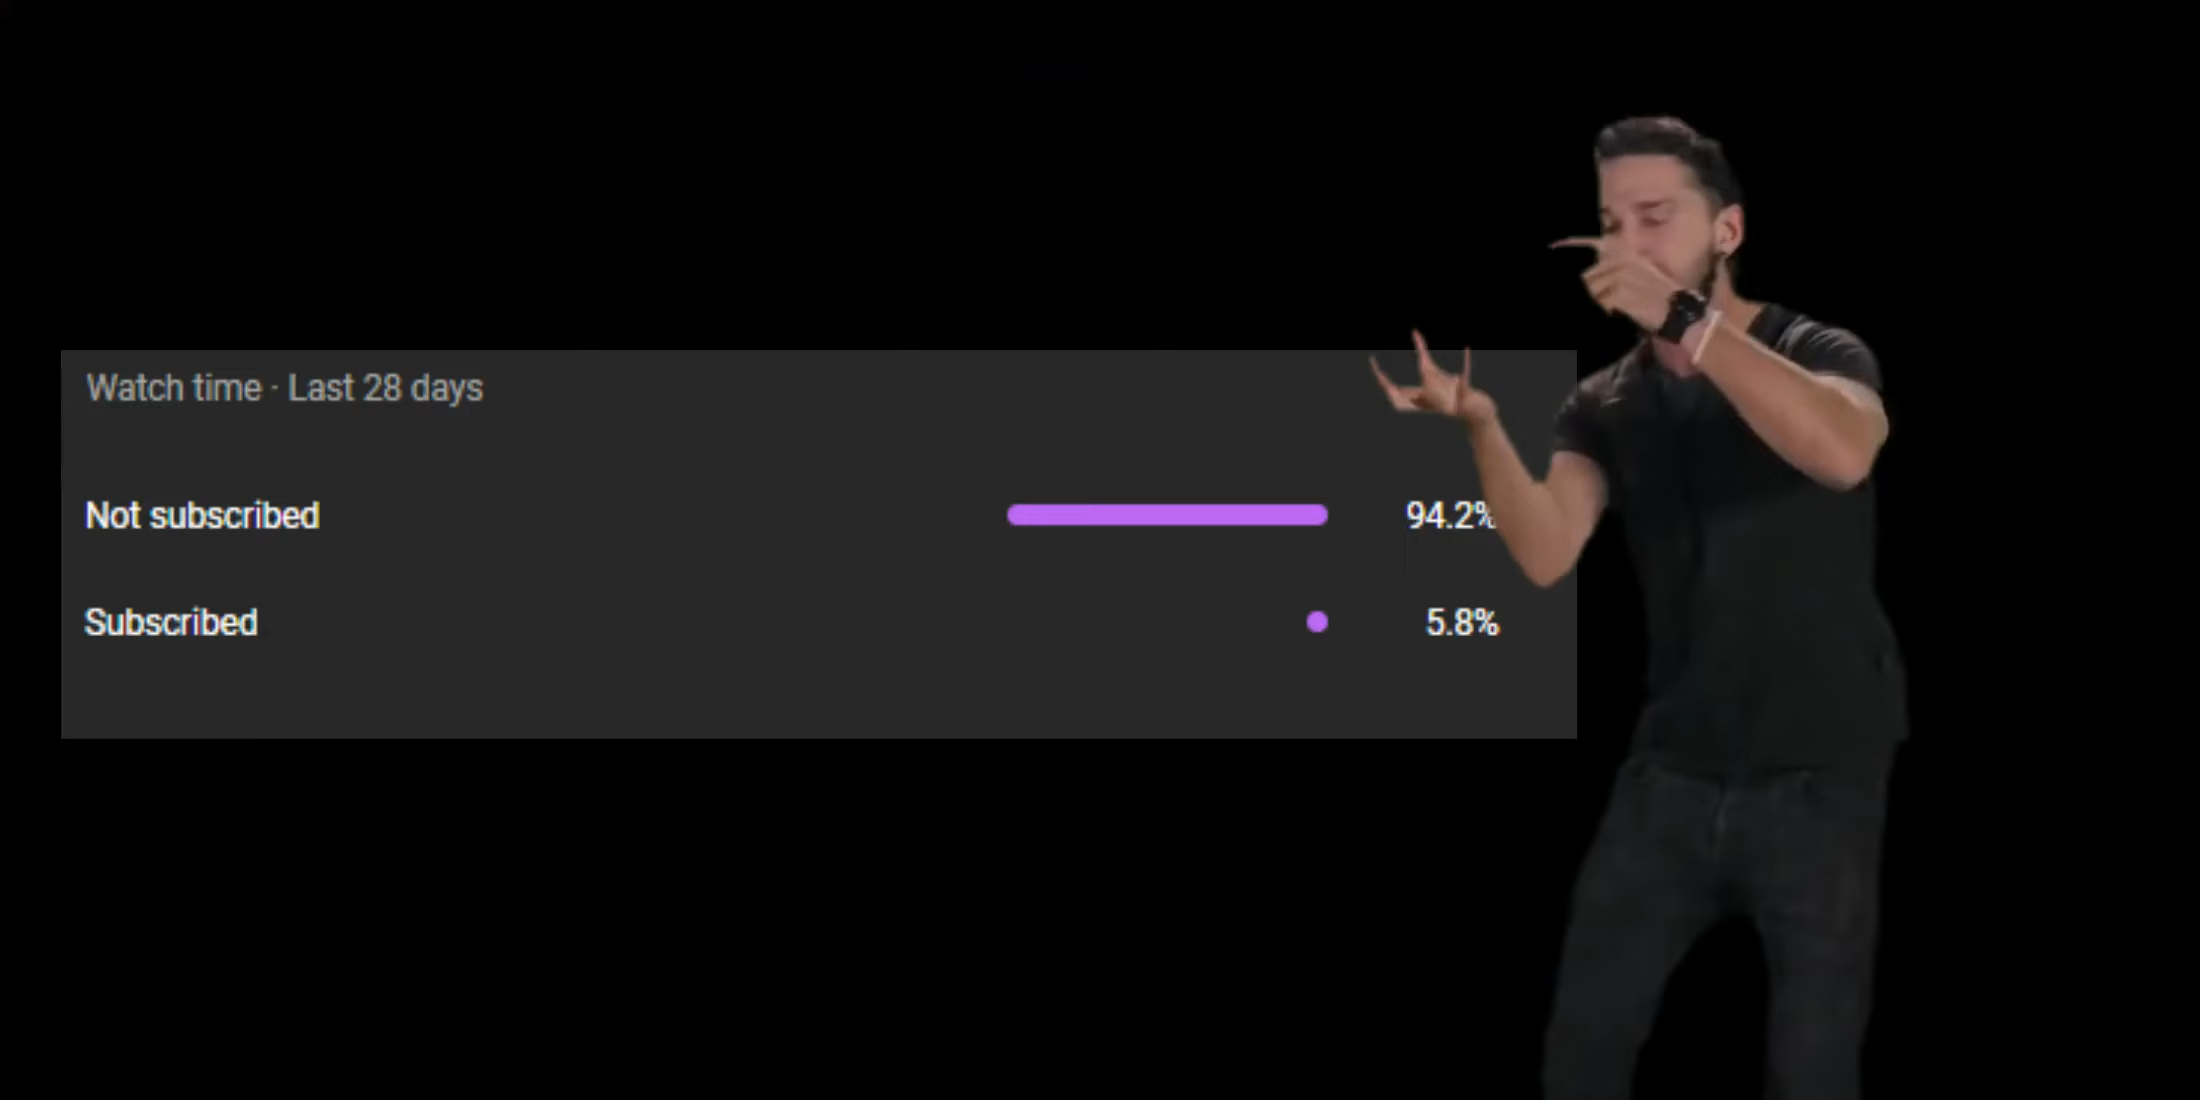 Watch time · Last 28 days
Not subscribed 94.2%
Subscribed 5.8%